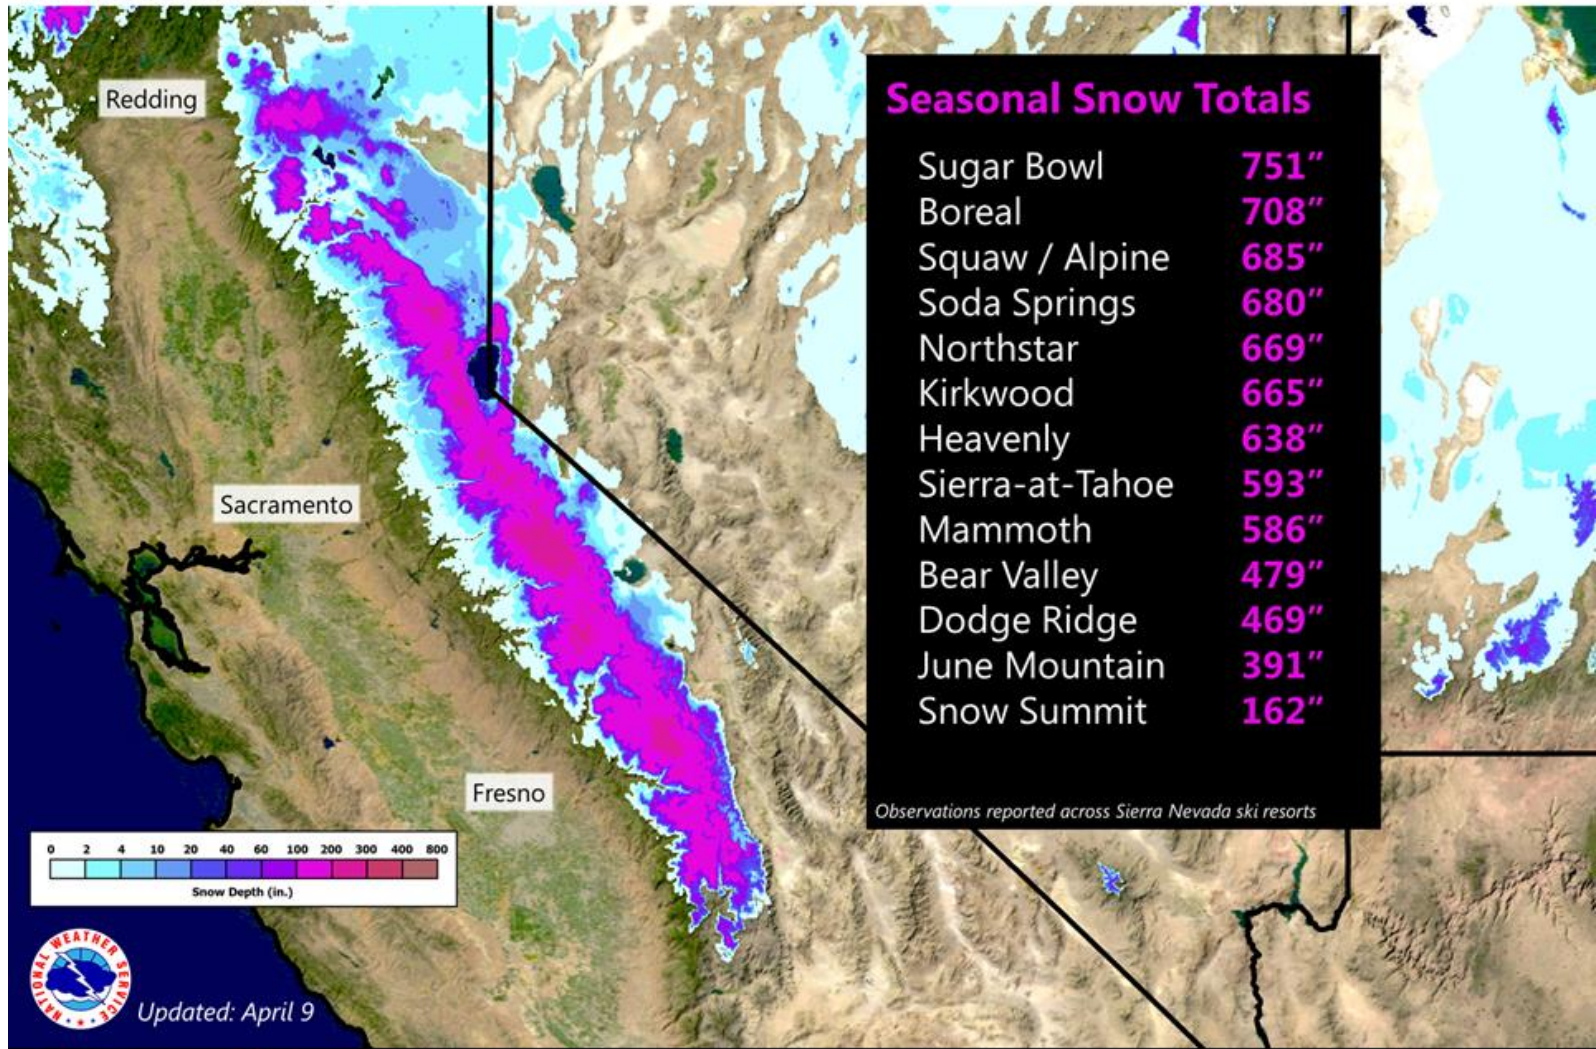 Redding
Sacramento
Fresno
Seasonal Snow Totals
Sugar Bowl 751”
Boreal 708”
Squaw / Alpine 685”
Soda Springs 680”
Northstar 669”
Kirkwood 665”
Heavenly 638”
Sierra-at-Tahoe 593”
Mammoth 586”
Bear Valley 479”
Dodge Ridge 469”
June Mountain 391”
Snow Summit 162”
Observations reported across Sierra Nevada ski resorts
0 2 4 10 20 40 60 100 200 300 400 800
Snow Depth (in.)
NATIONAL WEATHER SERVICE
Updated: April 9